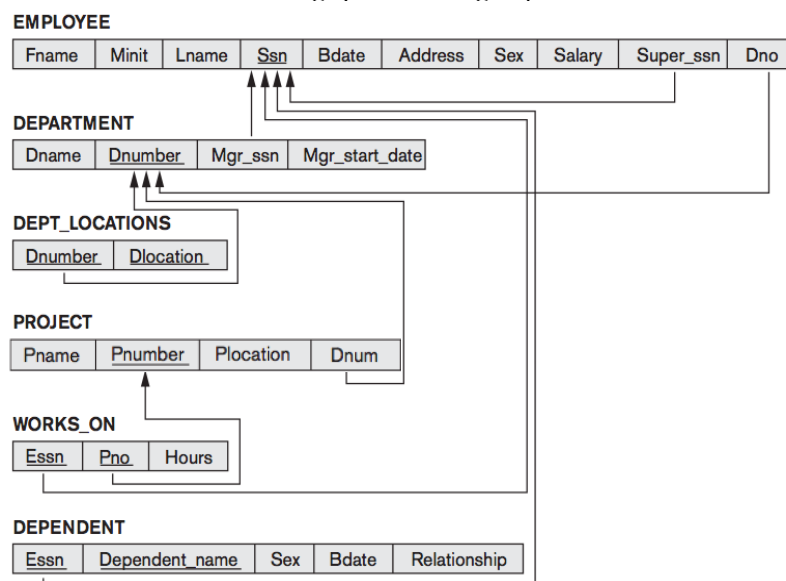 EMPLOYEE
Fname Minit Lname Ssn Bdate Address Sex Salary Super_ssn Dno
DEPARTMENT
Dname Dnumber Mgr_ssn Mgr_start_date
DEPT_LOCATIONS
Dnumber Dlocation
PROJECT
Pname Pnumber Plocation Dnum
WORKS_ON
Essn Pno Hours
DEPENDENT
Essn Dependent_name Sex Bdate Relationship